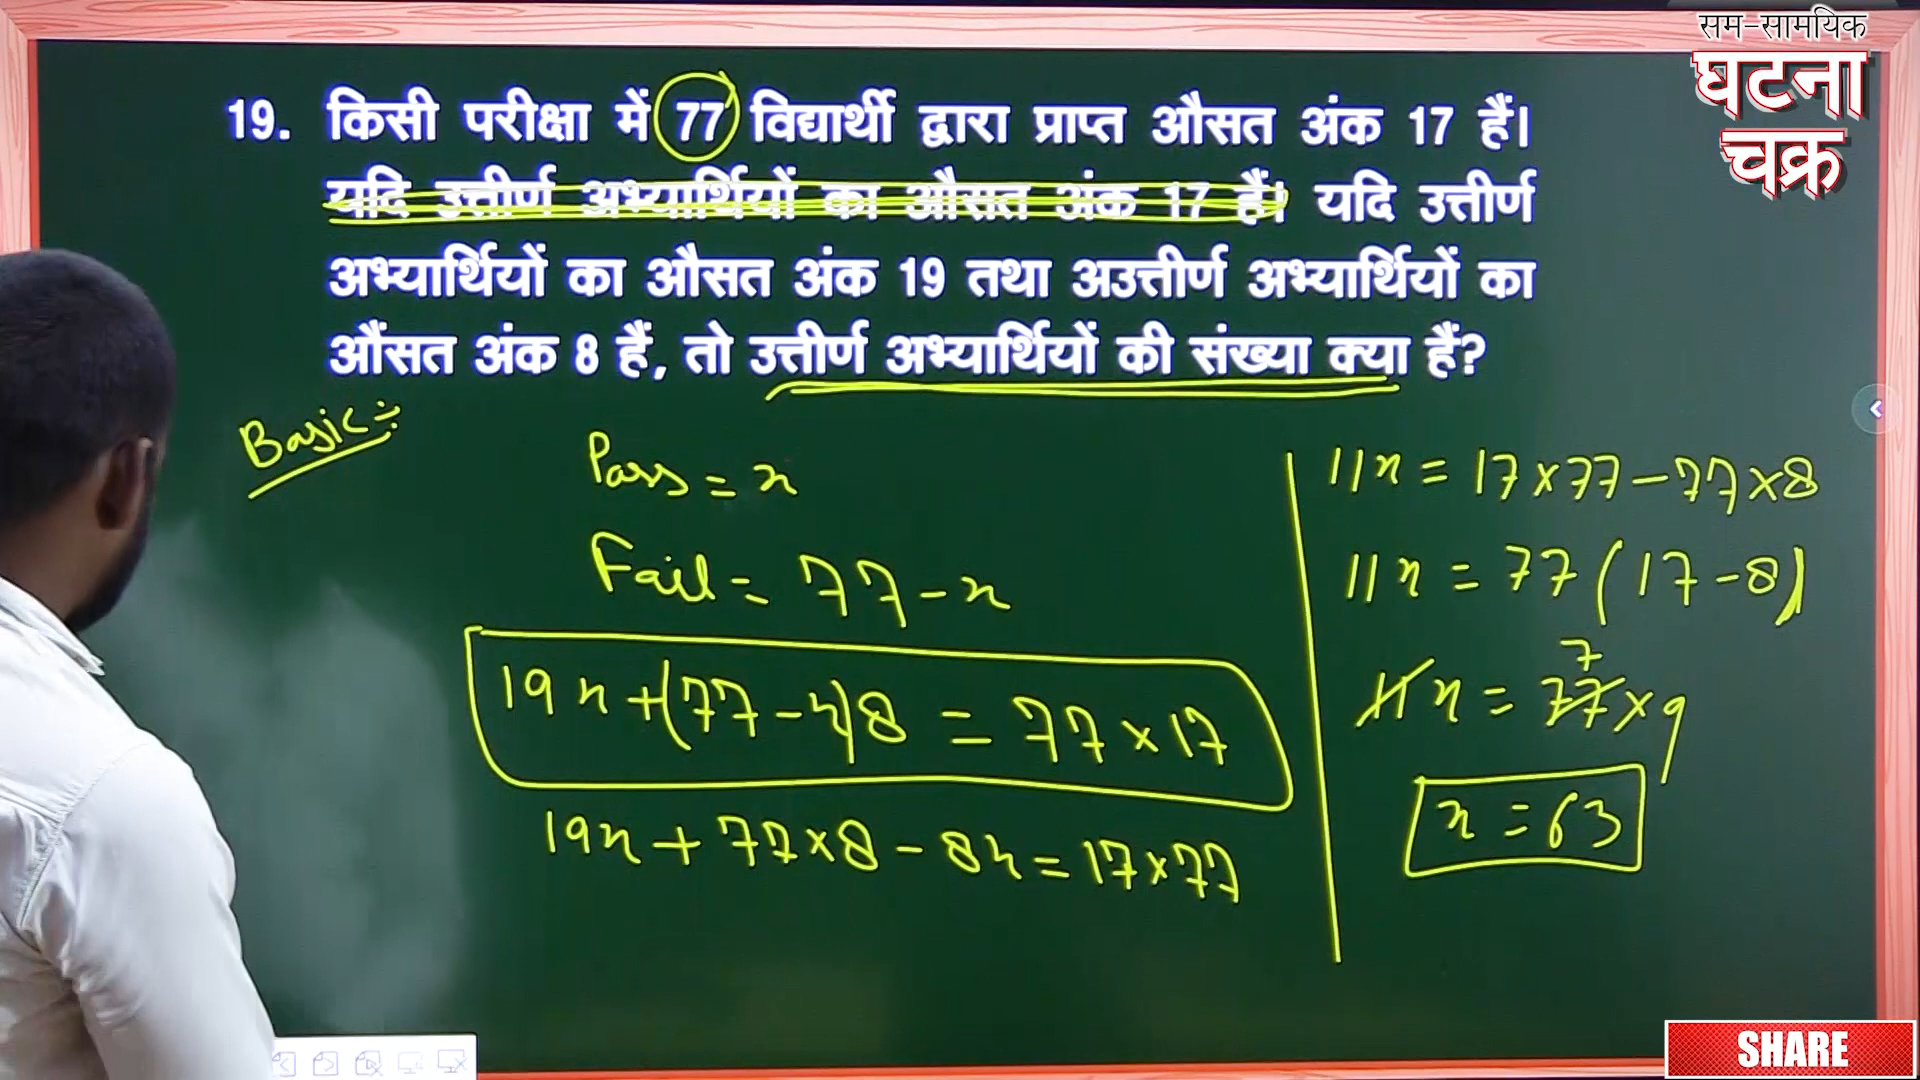 सम-सामयिक
घटना
चक्र
19. किसी परीक्षा में 77 विद्यार्थी द्वारा प्राप्त औसत अंक 17 हैं।
यदि उत्तीर्ण अभ्यार्थियों का औसत अंक 17 हैं। यदि उत्तीर्ण
अभ्यार्थियों का औसत अंक 19 तथा अउत्तीर्ण अभ्यार्थियों का
औंसत अंक 8 हैं, तो उत्तीर्ण अभ्यार्थियों की संख्या क्या हैं?
Basic:-
Pass = x
Fail = 77 - x
19x + (77 - x)8 = 77 × 17
19x + 77×8 - 8x = 17×77
11x = 17×77 - 77×8
11x = 77 (17 - 8)
7
11x = 77 × 9
x = 63
SHARE